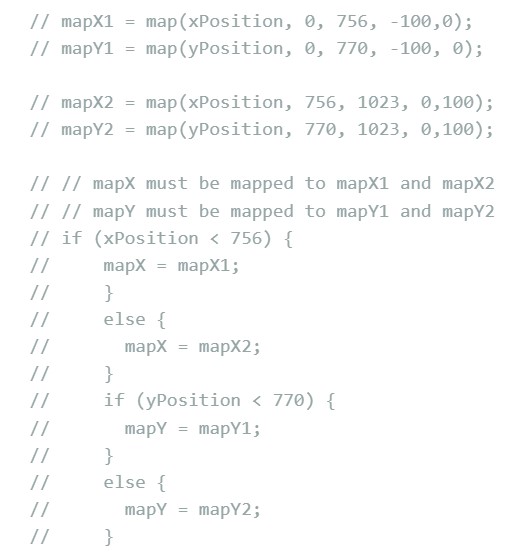 // mapX1 = map(xPosition, 0, 756, -100,0);
// mapY1 = map(yPosition, 0, 770, -100, 0);
// mapX2 = map(xPosition, 756, 1023, 0,100);
// mapY2 = map(yPosition, 770, 1023, 0,100);
// // mapX must be mapped to mapX1 and mapX2
// // mapY must be mapped to mapY1 and mapY2
// if (xPosition < 756) {
//     mapX = mapX1;
//     }
//     else {
//       mapX = mapX2;
//     }
//     if (yPosition < 770) {
//       mapY = mapY1;
//     }
//     else {
//       mapY = mapY2;
//     }